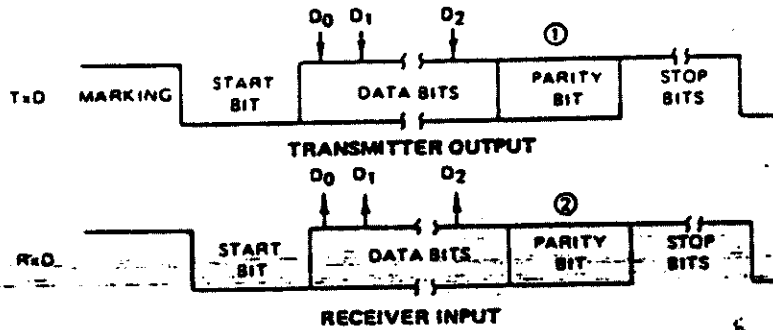 D0 D1 D2 ①
TxD MARKING START BIT DATA BITS PARITY BIT STOP BITS
TRANSMITTER OUTPUT
D0 D1 D2 ②
RxD START BIT DATA BITS PARITY BIT STOP BITS
RECEIVER INPUT